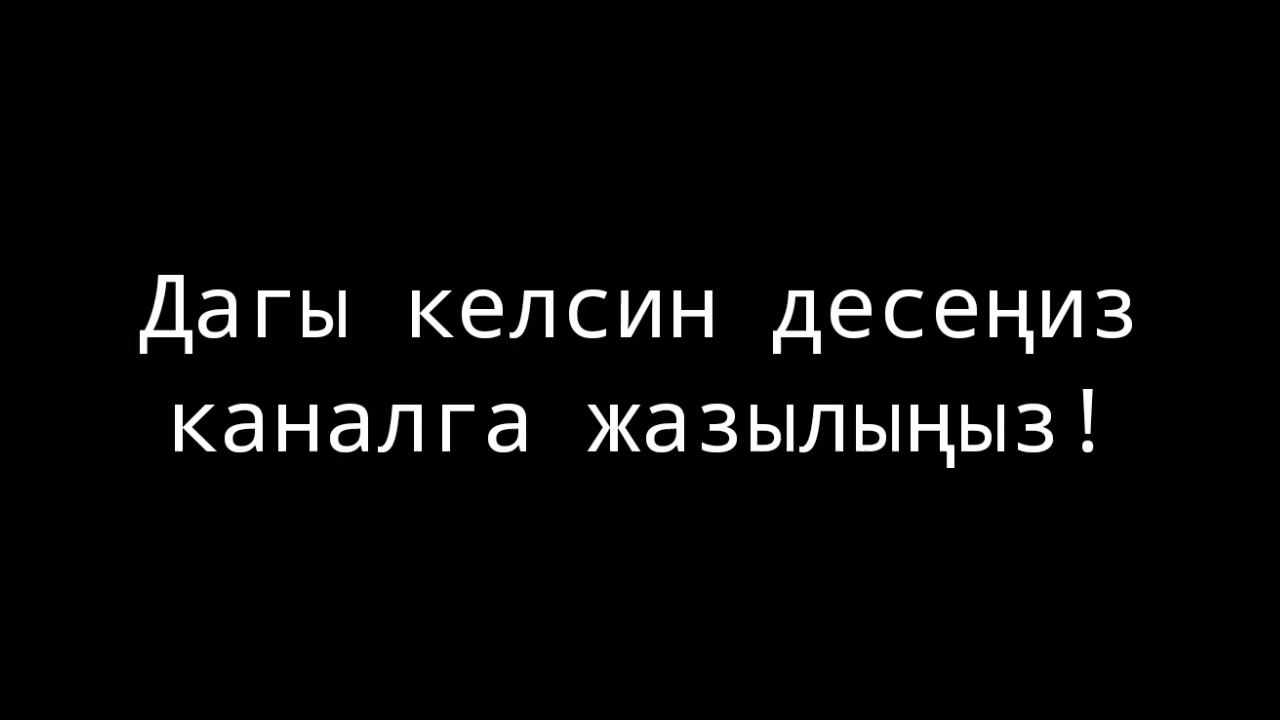 Дагы келсин десеңиз
каналга жазылыңыз!